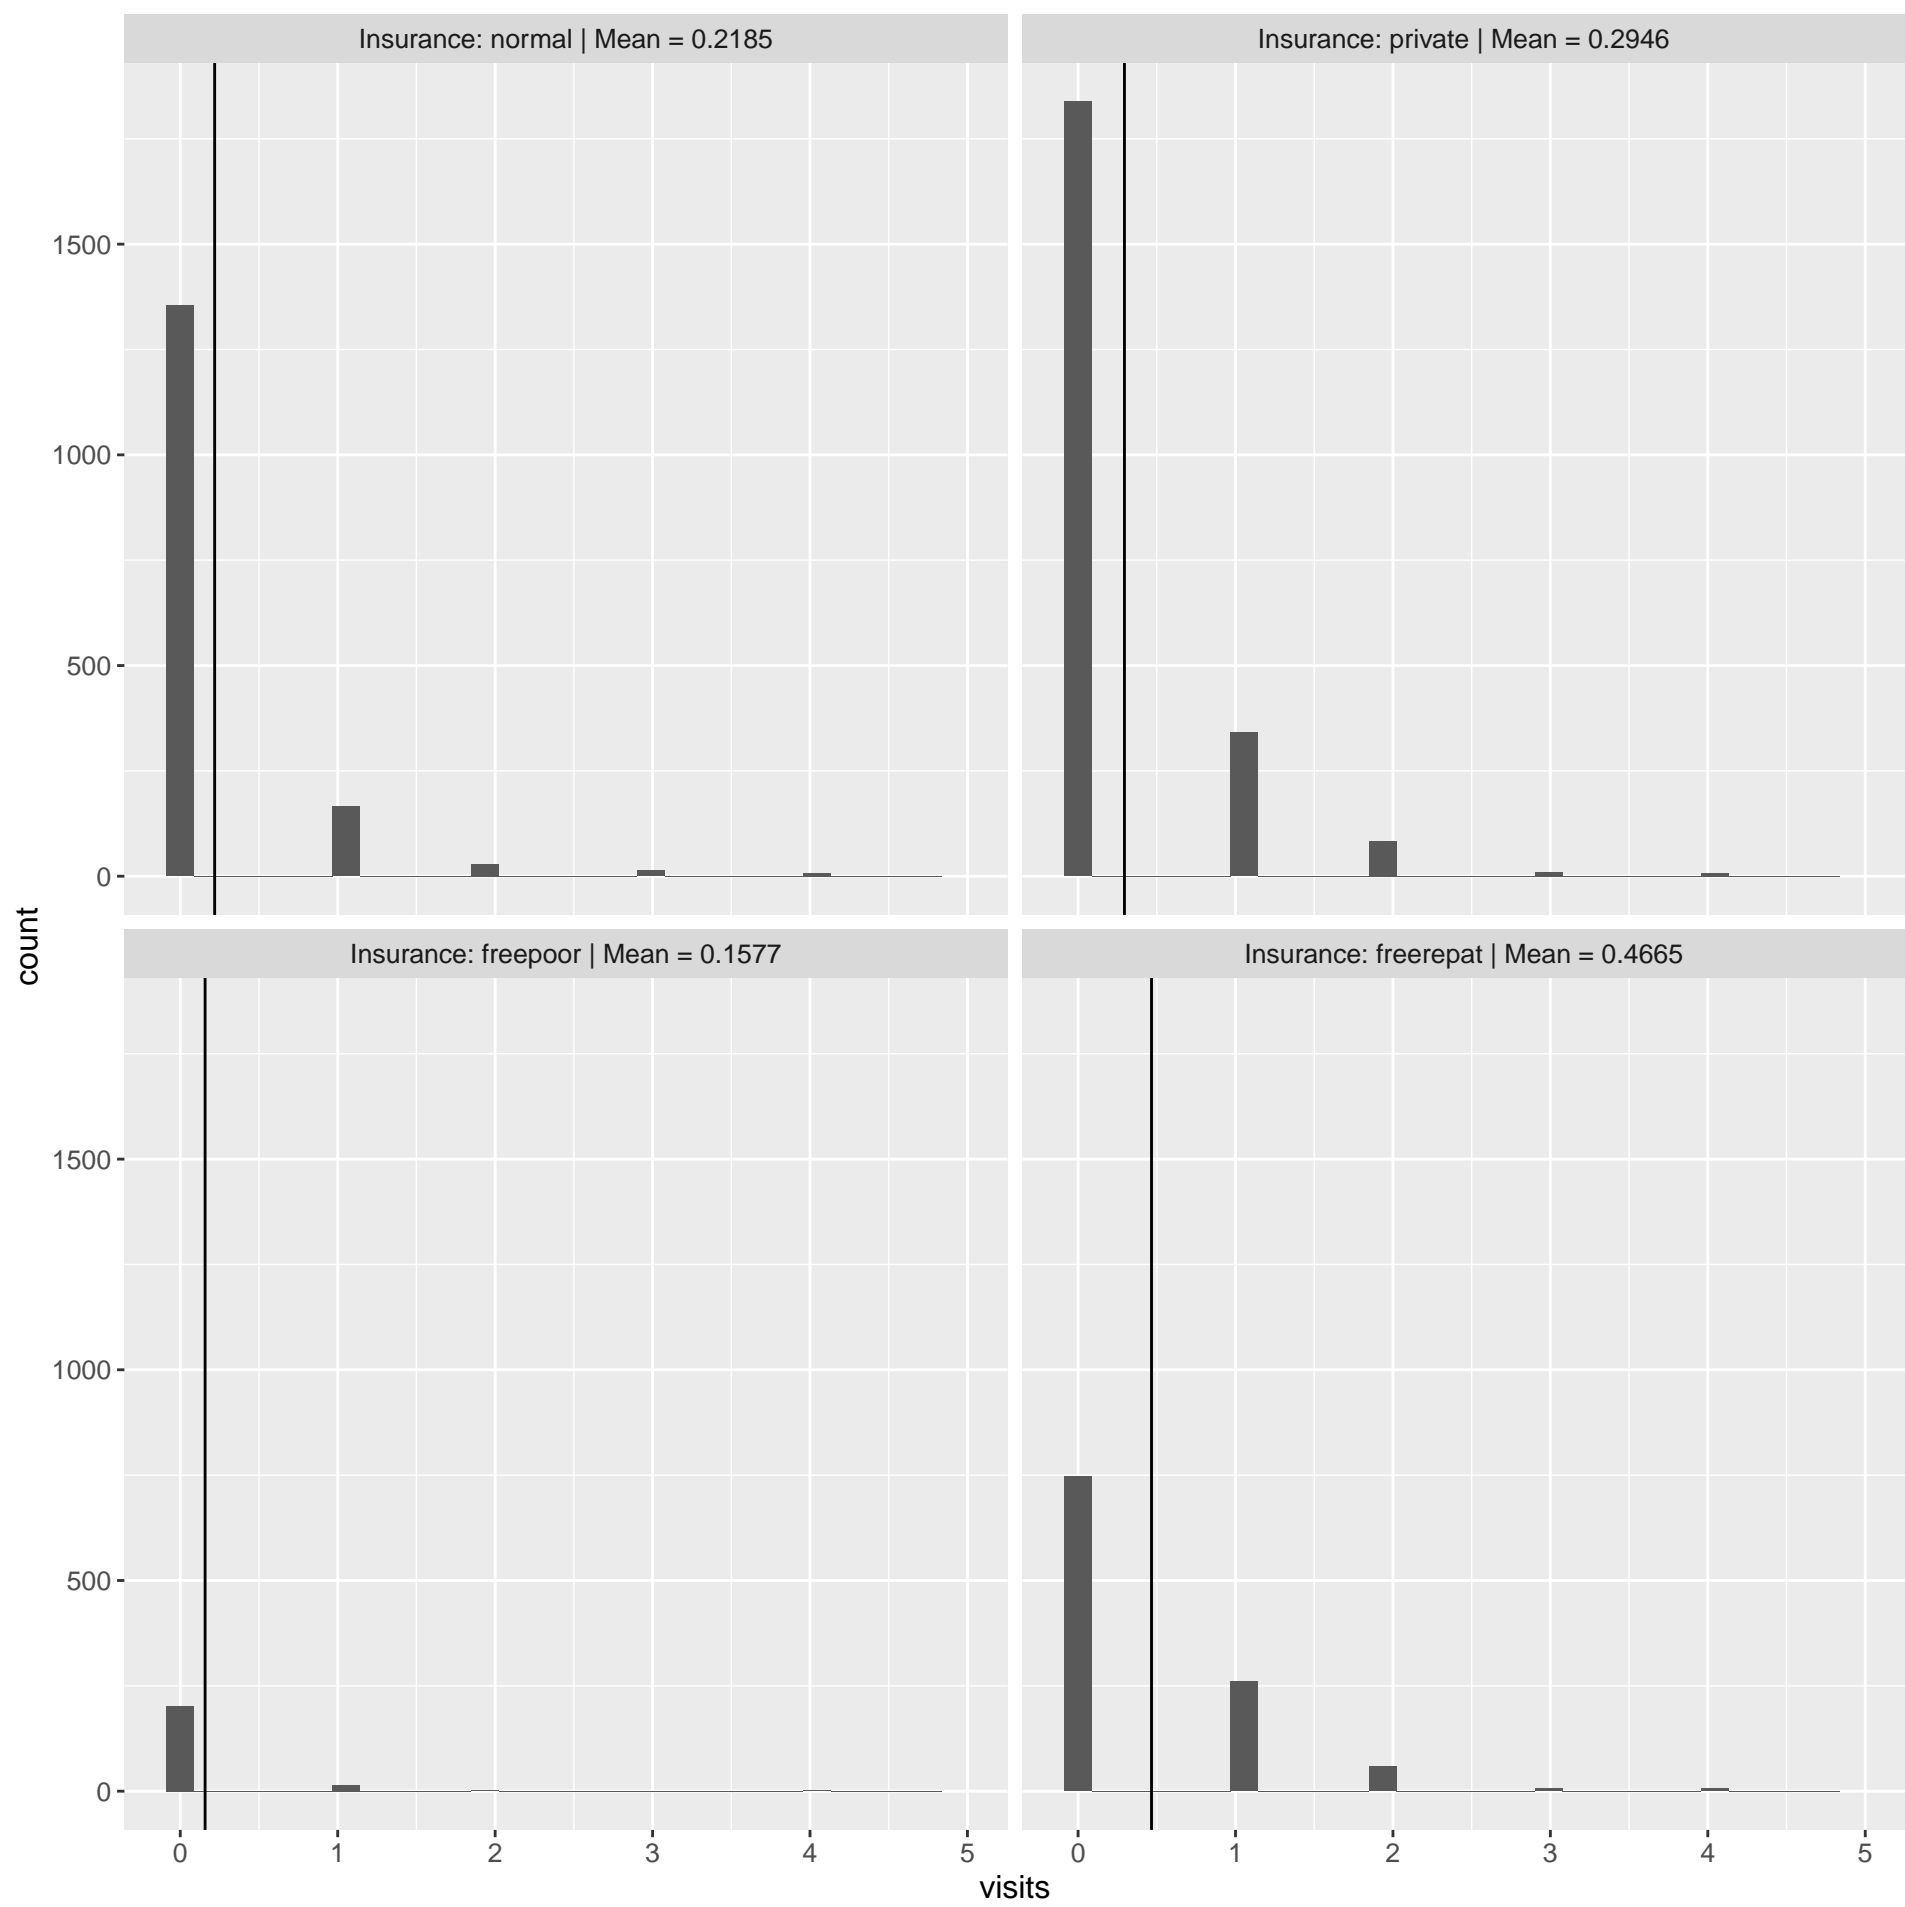 Insurance: normal | Mean = 0.2185
Insurance: private | Mean = 0.2946
1500
1000
500
0
count
Insurance: freepoor | Mean = 0.1577
Insurance: freerepat | Mean = 0.4665
1500
1000
500
0
0 1 2 3 4 5
0 1 2 3 4 5
visits